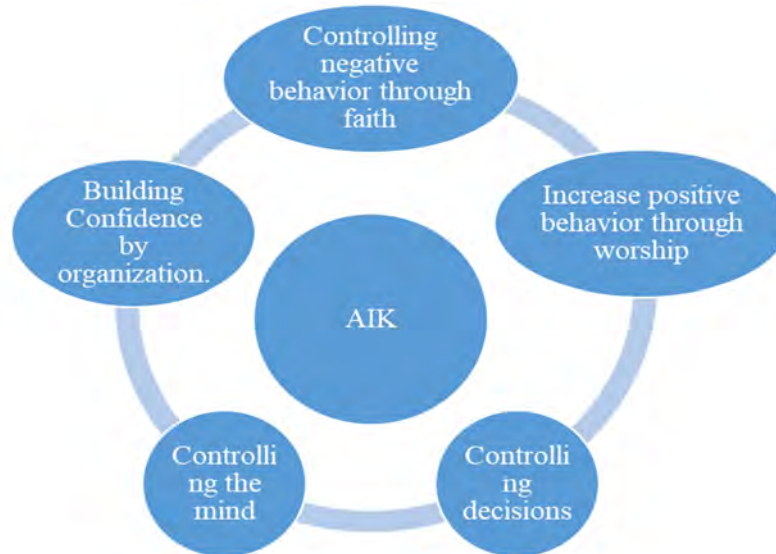 Controlling
negative
behavior through
faith
Increase positive
behavior through
worship
Controlli
ng
decisions
Controlli
ng the
mind
Building
Confidence
by
organization.
AIK